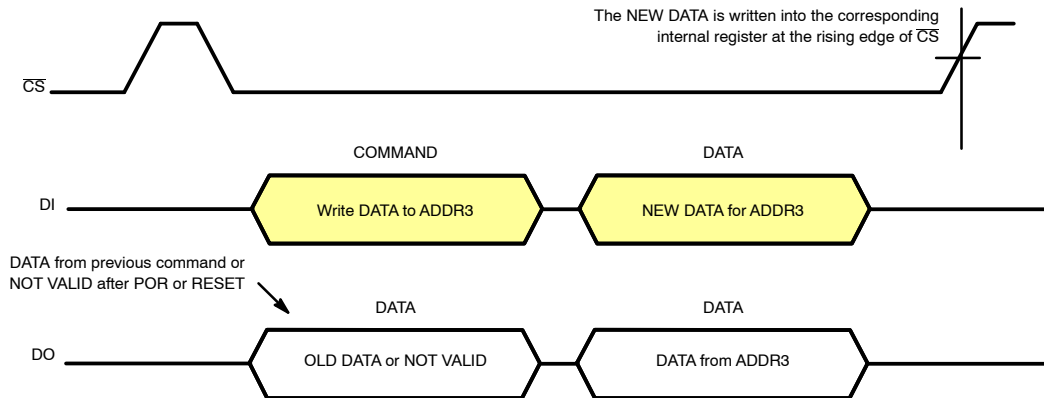 The NEW DATA is written into the corresponding
internal register at the rising edge of C̅S̅
C̅S̅
COMMAND
DATA
DI
Write DATA to ADDR3
NEW DATA for ADDR3
DATA from previous command or
NOT VALID after POR or RESET
DATA
DATA
DO
OLD DATA or NOT VALID
DATA from ADDR3